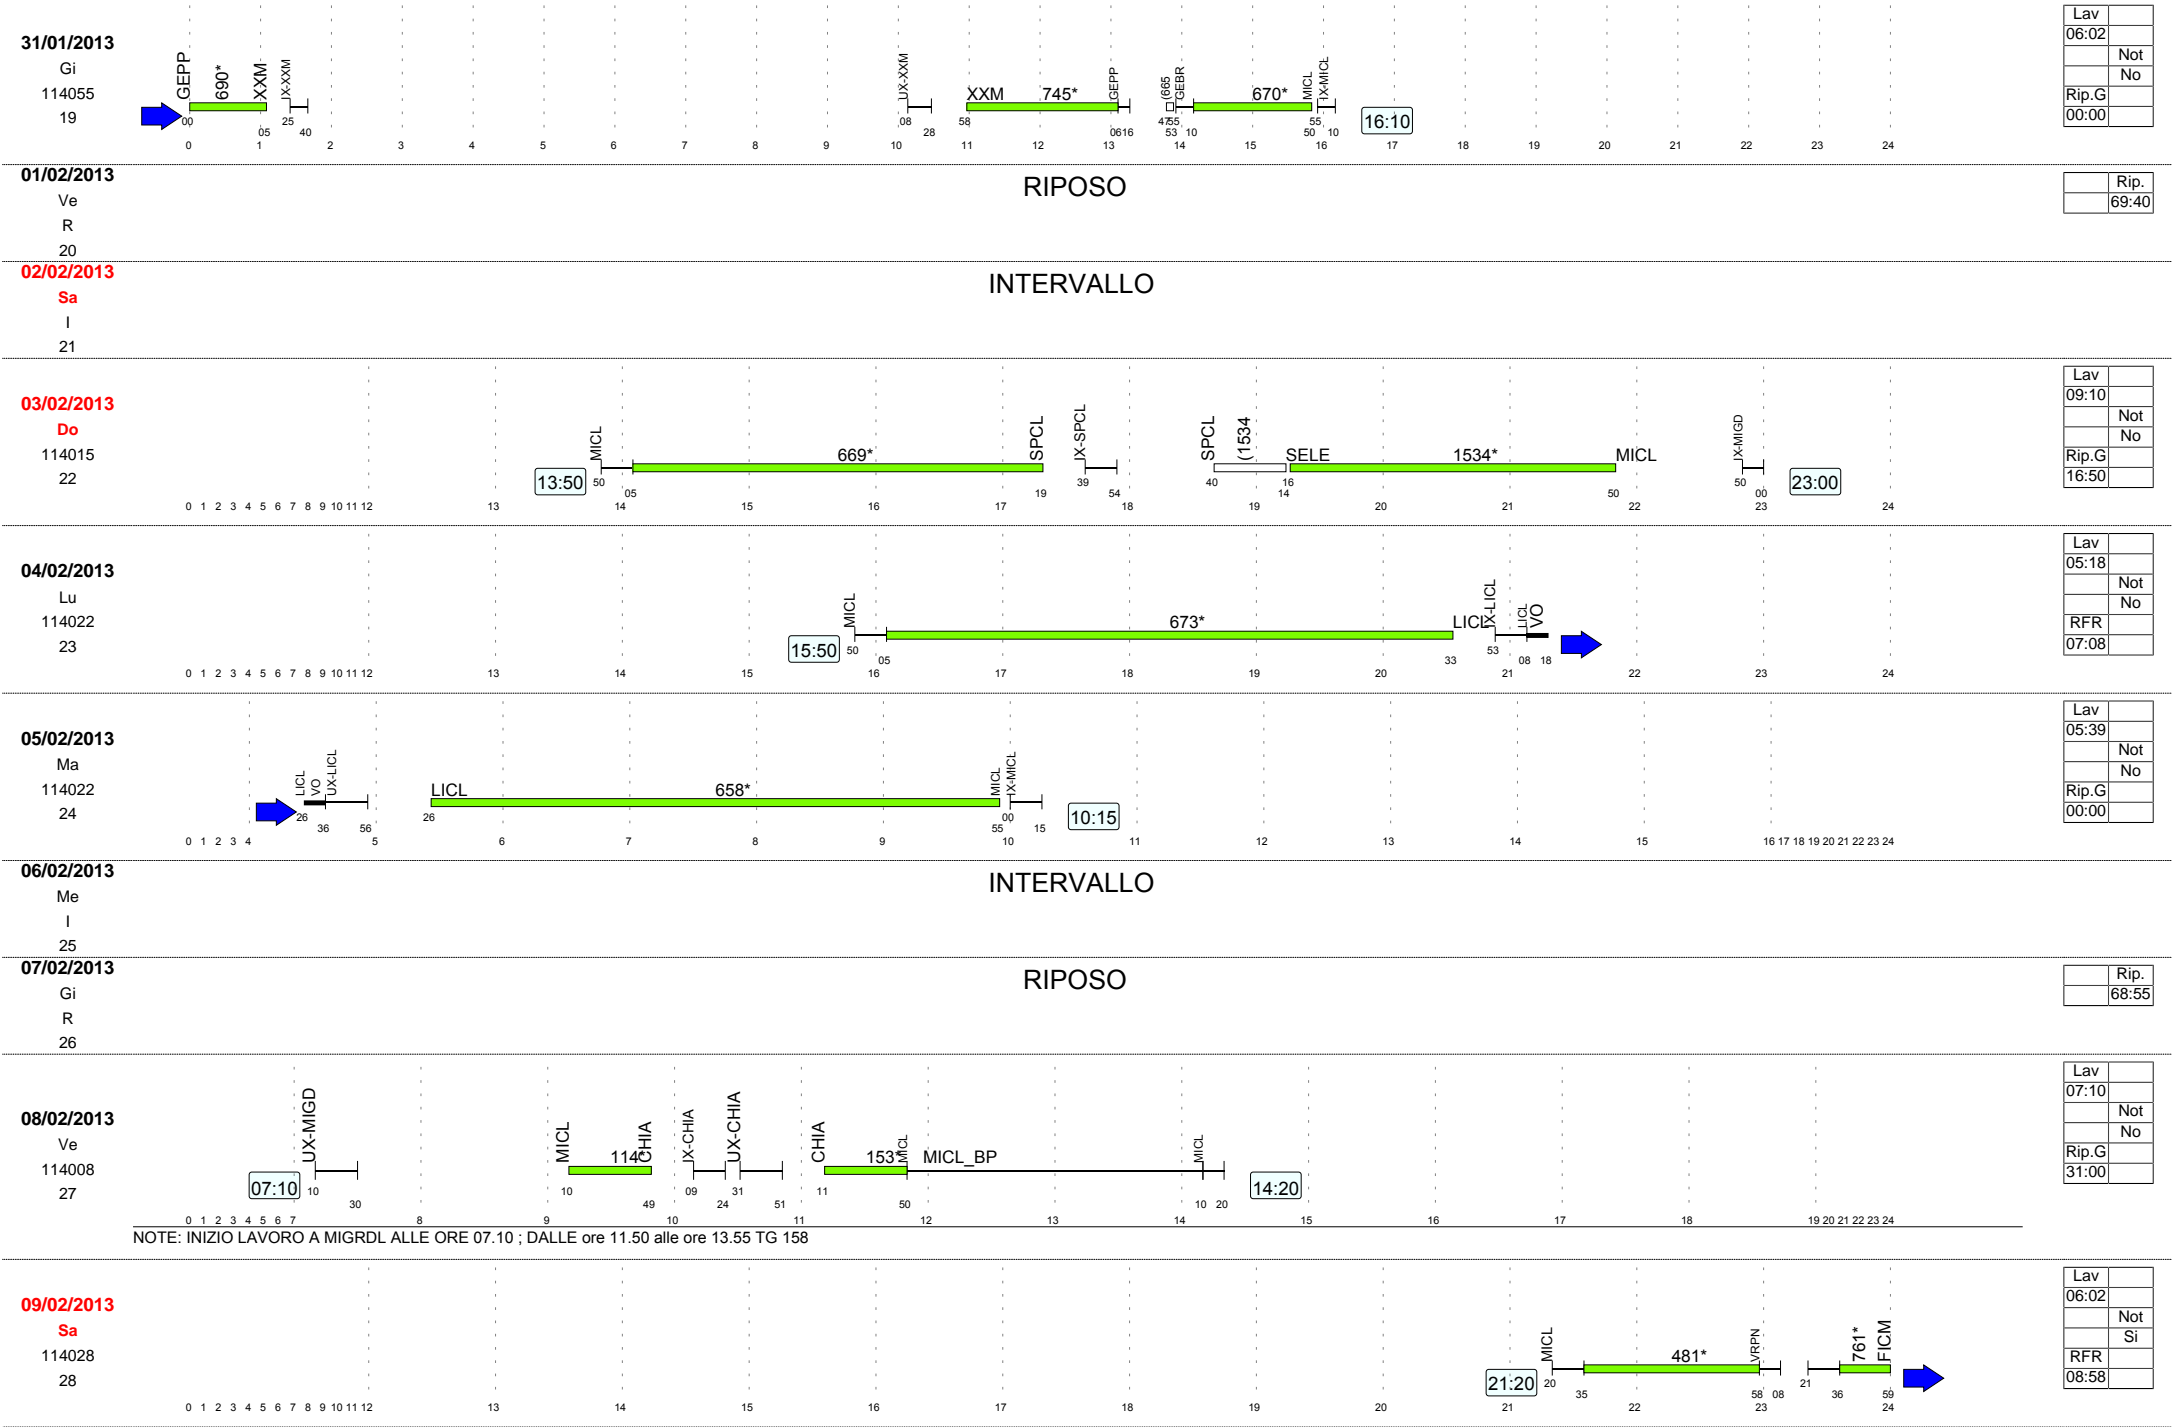 31/01/2013
Gi
114055
19
GEPP 690* XXM IX-XXM UX-XXM XXM 745* GEPP (665 GEBR 670* MICL IX-MICL
00 05 25 40 08 28 58 06 16 47 53 55 10 50 55 10
16:10
0 1 2 3 4 5 6 7 8 9 10 11 12 13 14 15 16 17 18 19 20 21 22 23 24
Lav
06:02
Not
No
Rip.G
00:00
01/02/2013
Ve
R
20
RIPOSO
Rip.
69:40
02/02/2013
Sa
I
21
INTERVALLO
03/02/2013
Do
114015
22
MICL 669* SPCL IX-SPCL SPCL (1534 SELE 1534* MICL IX-MIGD
13:50 50 05 19 39 54 40 16 14 50 50 00 23:00
0 1 2 3 4 5 6 7 8 9 10 11 12 13 14 15 16 17 18 19 20 21 22 23 24
Lav
09:10
Not
No
Rip.G
16:50
04/02/2013
Lu
114022
23
MICL 673* LICL IX-LICL LICL VO
15:50 50 05 33 53 08 18
0 1 2 3 4 5 6 7 8 9 10 11 12 13 14 15 16 17 18 19 20 21 22 23 24
Lav
05:18
Not
No
RFR
07:08
05/02/2013
Ma
114022
24
LICL VO UX-LICL LICL 658* MICL IX-MICL
26 36 56 26 55 00 15 10:15
0 1 2 3 4 5 6 7 8 9 10 11 12 13 14 15 16 17 18 19 20 21 22 23 24
Lav
05:39
Not
No
Rip.G
00:00
06/02/2013
Me
I
25
INTERVALLO
07/02/2013
Gi
R
26
RIPOSO
Rip.
68:55
08/02/2013
Ve
114008
27
UX-MIGD MICL 114* CHIA IX-CHIA UX-CHIA CHIA 153* MICL MICL_BP MICL
07:10 10 30 10 49 09 24 31 51 11 50 10 20 14:20
0 1 2 3 4 5 6 7 8 9 10 11 12 13 14 15 16 17 18 19 20 21 22 23 24
NOTE: INIZIO LAVORO A MIGRDL ALLE ORE 07.10 ; DALLE ore 11.50 alle ore 13.55 TG 158
Lav
07:10
Not
No
Rip.G
31:00
09/02/2013
Sa
114028
28
MICL 481* VRPN 761* FICM
21:20 20 35 58 08 21 36 59
0 1 2 3 4 5 6 7 8 9 10 11 12 13 14 15 16 17 18 19 20 21 22 23 24
Lav
06:02
Not
Si
RFR
08:58